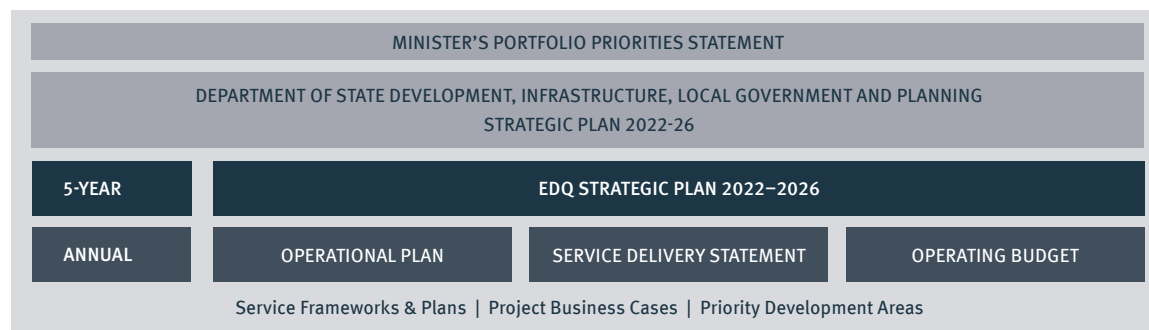 MINISTER’S PORTFOLIO PRIORITIES STATEMENT
DEPARTMENT OF STATE DEVELOPMENT, INFRASTRUCTURE, LOCAL GOVERNMENT AND PLANNING
STRATEGIC PLAN 2022-26
5-YEAR
EDQ STRATEGIC PLAN 2022–2026
ANNUAL
OPERATIONAL PLAN
SERVICE DELIVERY STATEMENT
OPERATING BUDGET
Service Frameworks & Plans | Project Business Cases | Priority Development Areas